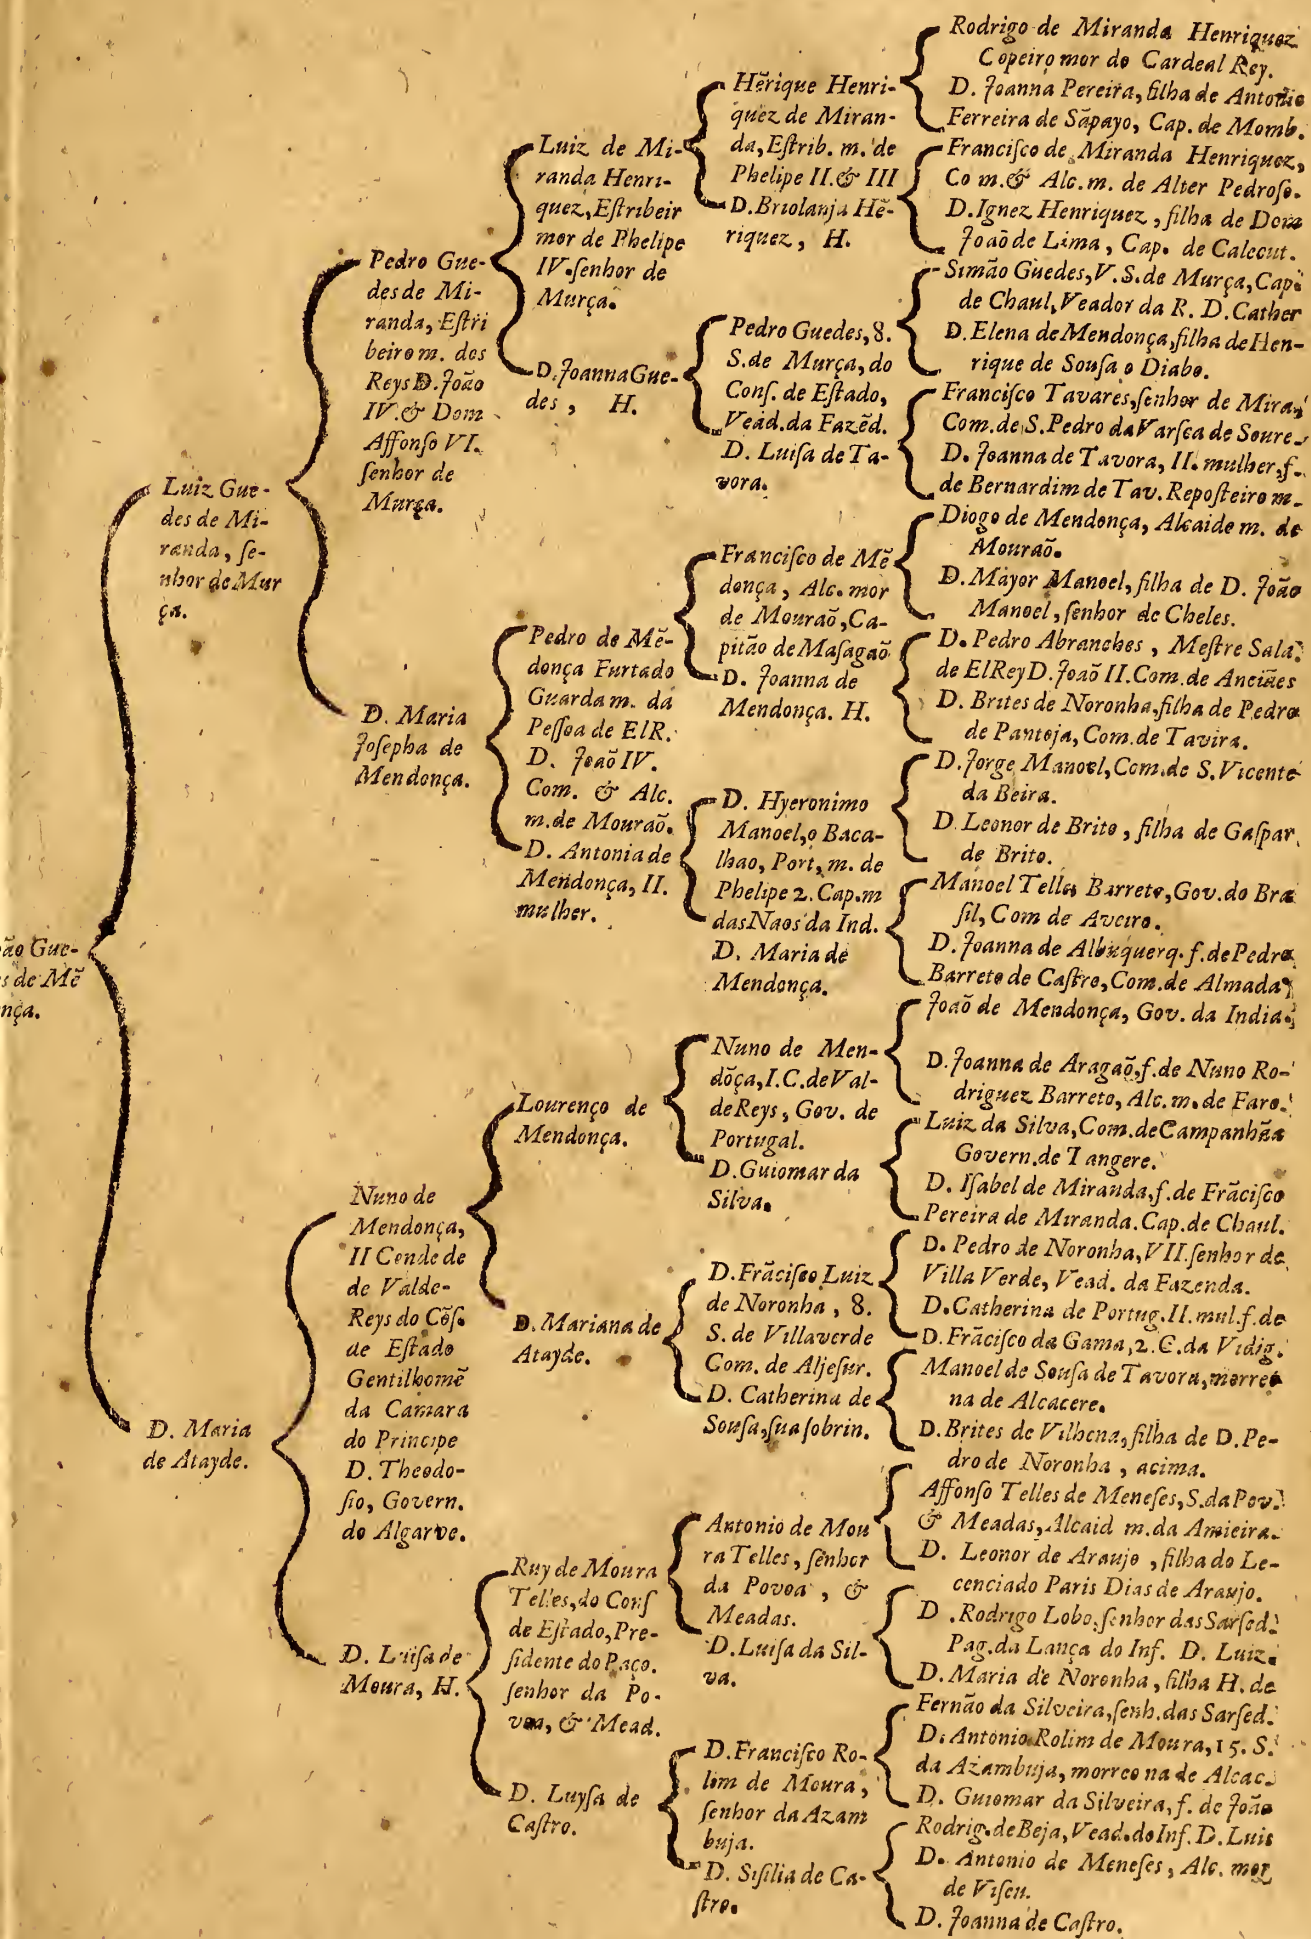 ão Gue-
s de Mẽ
nça.
Luiz Gue-
des de Mi-
randa, ſe-
nhor de Mur
ça.
D. Maria
de Atayde.
Pedro Gue-
des de Mi-
randa, Eſtri
beiro m. dos
Reys D. João
IV. & Dom
Affonſo VI.
ſenhor de
Murça.
D. Maria
Joſepha de
Mendonça.
Nuno de
Mendonça,
II Conde de
de Valde-
Reys do Cõſ.
de Eſtado
Gentilhomẽ
da Camara
do Principe
D. Theodo-
ſio, Govern.
do Algarve.
D. Luiſa de
Moura, H.
Luiz de Mi-
randa Henri-
quez, Eſtribeir
mor de Phelipe
IV. ſenhor de
Murça.
D. Joanna Gue-
des, H.
Pedro de Mẽ-
donça Furtado
Guarda m. da
Peſſoa de ElR.
D. Joaõ IV.
Com. & Alc.
m. de Mouraõ.
D. Antonia de
Mendonça, II.
mulher.
Lourenço de
Mendonça.
D. Mariana de
Atayde.
Ruy de Moura
Telles, do Conſ
de Eſtado, Pre-
ſidente do Paço.
ſenhor da Po-
voa, & Mead.
D. Luyſa de
Caſtro.
Hẽrique Henri-
quez de Miran-
da, Eſtrib. m. de
Phelipe II. & III
D. Briolanja Hẽ-
riquez, H.
Pedro Guedes, 8.
S. de Murça, do
Conſ. de Eſtado,
Vead. da Fazẽd.
D. Luiſa de Ta-
vora.
Franciſco de Mẽ
donça, Alc. mor
de Mouraõ, Ca-
pitão de Maſagaõ
D. Joanna de
Mendonça. H.
D. Hyeronimo
Manoel, o Baca-
lhao, Port. m. de
Phelipe 2. Cap. m
das Naos da Ind.
D. Maria de
Mendonça.
Nuno de Men-
dõça, I. C. de Val-
de Reys, Gov. de
Portugal.
D. Guiomar da
Silva.
D. Frãciſco Luiz
de Noronha, 8.
S. de Villaverde
Com. de Aljeſur.
D. Catherina de
Souſa, ſua ſobrin.
Antonio de Mou
ra Telles, ſenhor
da Povoa, &
Meadas.
D. Luiſa da Sil-
va.
D. Franciſco Ro-
lim de Moura,
ſenhor da Azam
buja.
D. Siſilia de Ca-
ſtro.
Rodrigo de Miranda Henriquez
Copeiro mor do Cardeal Rey.
D. Joanna Pereira, filha de Antonio
Ferreira de Sãpayo, Cap. de Momb.
Franciſco de Miranda Henriquez,
Co m. & Alc. m. de Alter Pedroſo.
D. Ignez Henriquez, filha de Dom
Joaõ de Lima, Cap. de Calecut.
Simão Guedes, V. S. de Murça, Cap.
de Chaul, Veador da R. D. Cather
D. Elena de Mendonça, filha de Hen-
rique de Souſa o Diabo.
Franciſco Tavares, ſenhor de Mira,
Com. de S. Pedro da Varſea de Soure.
D. Joanna de Tavora, II. mulher, f.
de Bernardim de Tav. Repoſteiro m.
Diogo de Mendonça, Alcaide m. de
Mouraõ.
D. Mayor Manoel, filha de D. João
Manoel, ſenhor de Cheles.
D. Pedro Abranches, Meſtre Sala
de ElRey D. Joaõ II. Com. de Anciães
D. Brites de Noronha, filha de Pedro
de Pantoja, Com. de Tavira.
D. Jorge Manoel, Com. de S. Vicente
da Beira.
D. Leonor de Brito, filha de Gaſpar
de Brito.
Manoel Telles Barreto, Gov. do Bra
ſil, Com de Aveiro.
D. Joanna de Albuquerq. f. de Pedro
Barreto de Caſtro, Com. de Almada
Joaõ de Mendonça, Gov. da India.
D. Joanna de Aragaõ, f. de Nuno Ro-
driguez Barreto, Alc. m. de Faro.
Luiz da Silva, Com. de Campanhãa
Govern. de Tangere.
D. Iſabel de Miranda, f. de Frãciſco
Pereira de Miranda. Cap. de Chaul.
D. Pedro de Noronha, VII. ſenhor de
Villa Verde, Vead. da Fazenda.
D. Catherina de Portug. II. mul. f. de
D. Frãciſco da Gama, 2. C. da Vidig.
Manoel de Souſa de Tavora, morreo
na de Alcacere.
D. Brites de Vilhena, filha de D. Pe-
dro de Noronha, acima.
Affonſo Telles de Meneſes, S. da Pov.
& Meadas, Alcaid m. da Amieira.
D. Leonor de Araujo, filha do Le-
cenciado Paris Dias de Araujo.
D. Rodrigo Lobo, ſenhor das Sarſed.
Pag. da Lança do Inf. D. Luiz.
D. Maria de Noronha, filha H. de
Fernão da Silveira, ſenh. das Sarſed.
D. Antonio Rolim de Moura, 15. S.
da Azambuja, morreo na de Alcac.
D. Guiomar da Silveira, f. de João
Rodrig. de Beja, Vead. do Inf. D. Luis
D. Antonio de Meneſes, Alc. mor
de Viſeu.
D. Joanna de Caſtro.